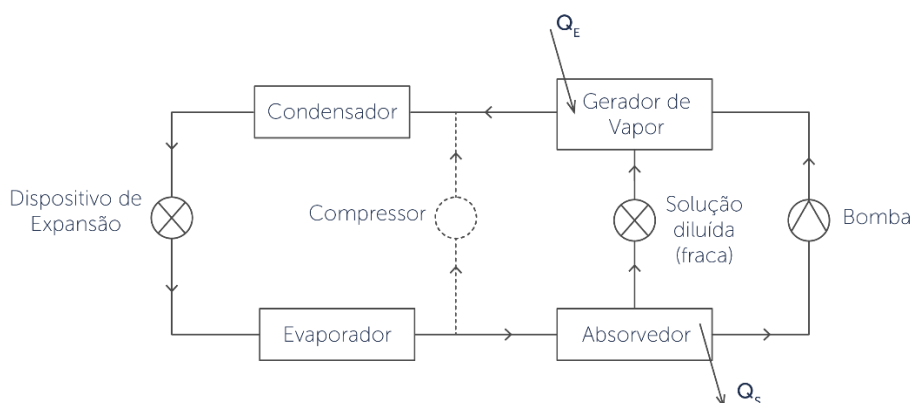 Q_E
Condensador
Gerador de
Vapor
Dispositivo de
Expansão
Compressor
Solução
diluída
(fraca)
Bomba
Evaporador
Absorvedor
Q_S